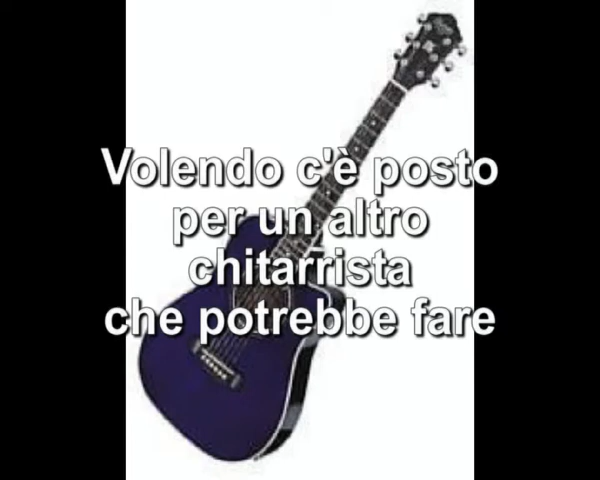 Volendo c'è posto
per un altro
chitarrista
che potrebbe fare